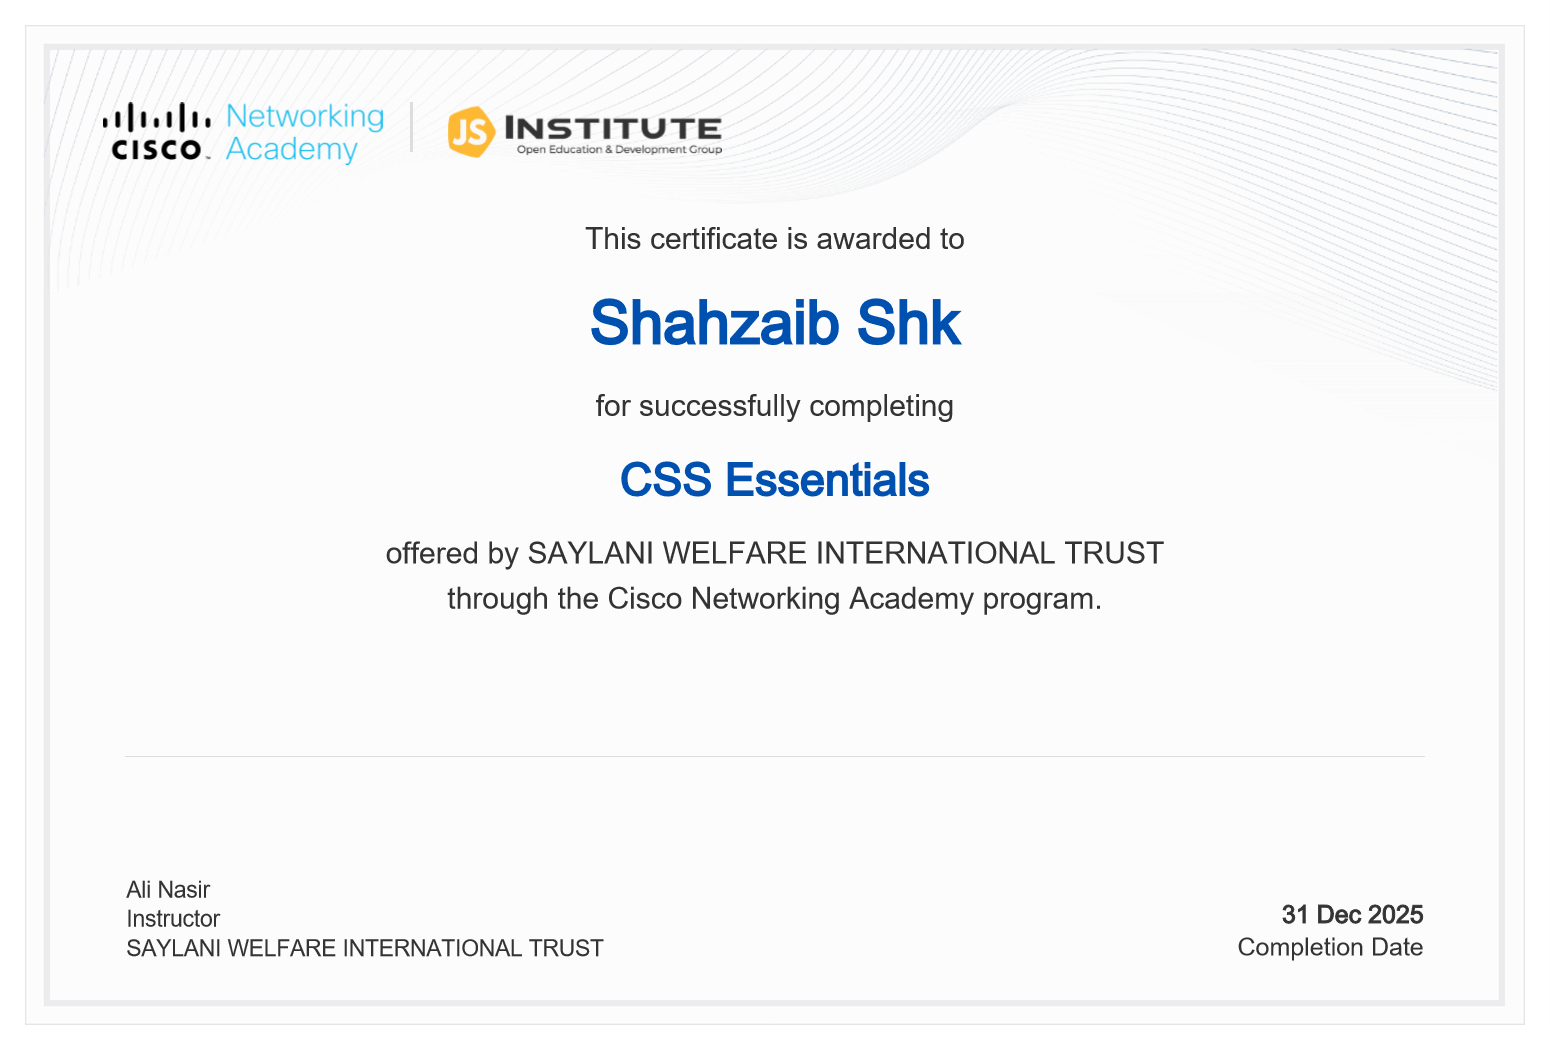 CISCO Networking Academy
JS INSTITUTE
Open Education & Development Group
This certificate is awarded to
Shahzaib Shk
for successfully completing
CSS Essentials
offered by SAYLANI WELFARE INTERNATIONAL TRUST
through the Cisco Networking Academy program.
Ali Nasir
Instructor
SAYLANI WELFARE INTERNATIONAL TRUST
31 Dec 2025
Completion Date